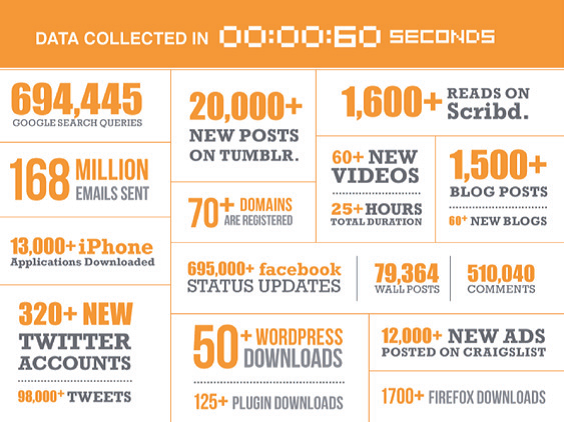 DATA COLLECTED IN 00:00:60 SECONDS
694,445
GOOGLE SEARCH QUERIES
168 MILLION
EMAILS SENT
13,000+ iPhone
Applications Downloaded
320+ NEW
TWITTER
ACCOUNTS
98,000+ TWEETS
20,000+
NEW POSTS
ON TUMBLR.
70+ DOMAINS
ARE REGISTERED
1,600+ READS ON
Scribd.
60+ NEW
VIDEOS
25+ HOURS
TOTAL DURATION
1,500+
BLOG POSTS
60+ NEW BLOGS
695,000+ facebook
STATUS UPDATES
79,364
WALL POSTS
510,040
COMMENTS
50+ WORDPRESS
DOWNLOADS
125+ PLUGIN DOWNLOADS
12,000+ NEW ADS
POSTED ON CRAIGSLIST
1700+ FIREFOX DOWNLOADS